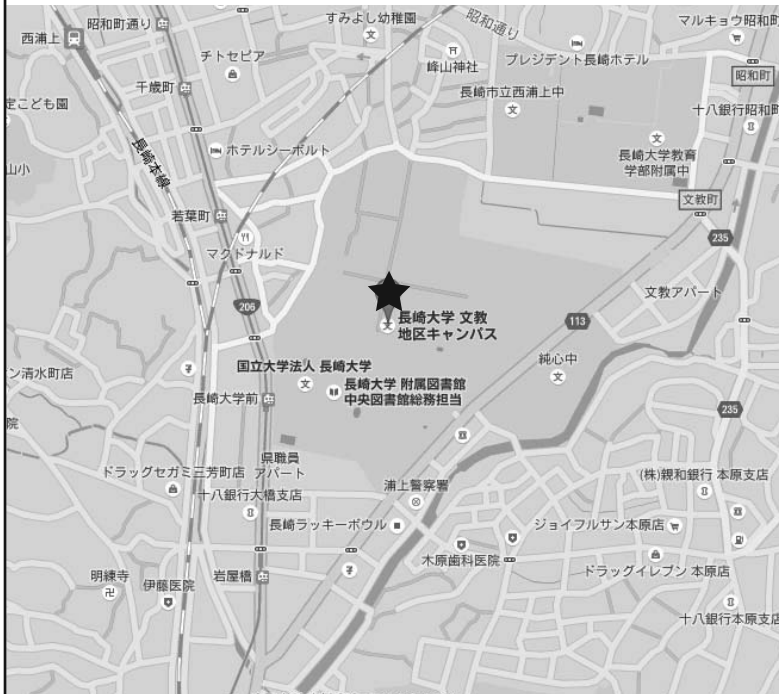 すみよし幼稚園
昭和通り
マルキョウ昭和町
昭和町通り
西浦上
チトセピア
峰山神社
プレジデント長崎ホテル
昭和町
千歳町
長崎市立西浦上中
定こども園
十八銀行昭和町
長崎本線
ホテルシーボルト
長崎大学教育
学部附属中
山小
若葉町
文教町
マクドナルド
235
206
文教アパート
長崎大学 文教
地区キャンパス
113
純心中
国立大学法人 長崎大学
ン清水町店
長崎大学 附属図書館
中央図書館総務担当
長崎大学前
235
院
県職員
アパート
ドラッグセガミ三芳町店
(株)親和銀行 本原支店
十八銀行大橋支店
浦上警察署
長崎ラッキーボウル
ジョイフルサン本原店
木原歯科医院
ドラッグイレブン 本原店
明練寺
伊藤医院
岩屋橋
十八銀行本原支店